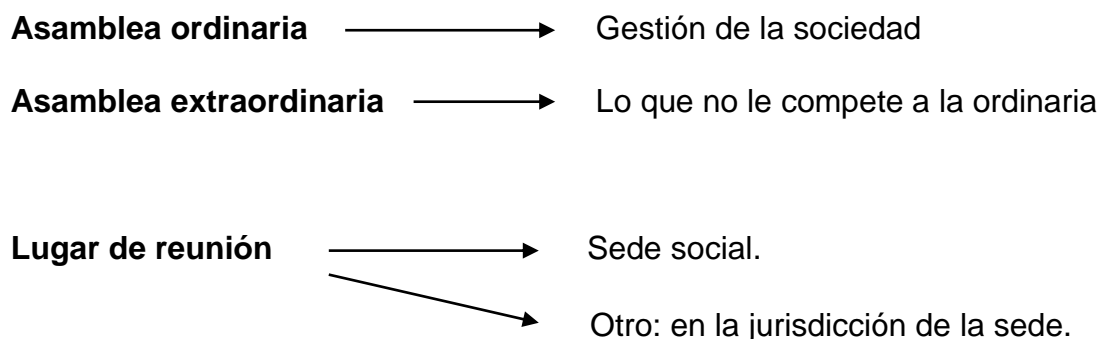 Asamblea ordinaria Gestión de la sociedad
Asamblea extraordinaria Lo que no le compete a la ordinaria
Lugar de reunión Sede social.
Otro: en la jurisdicción de la sede.